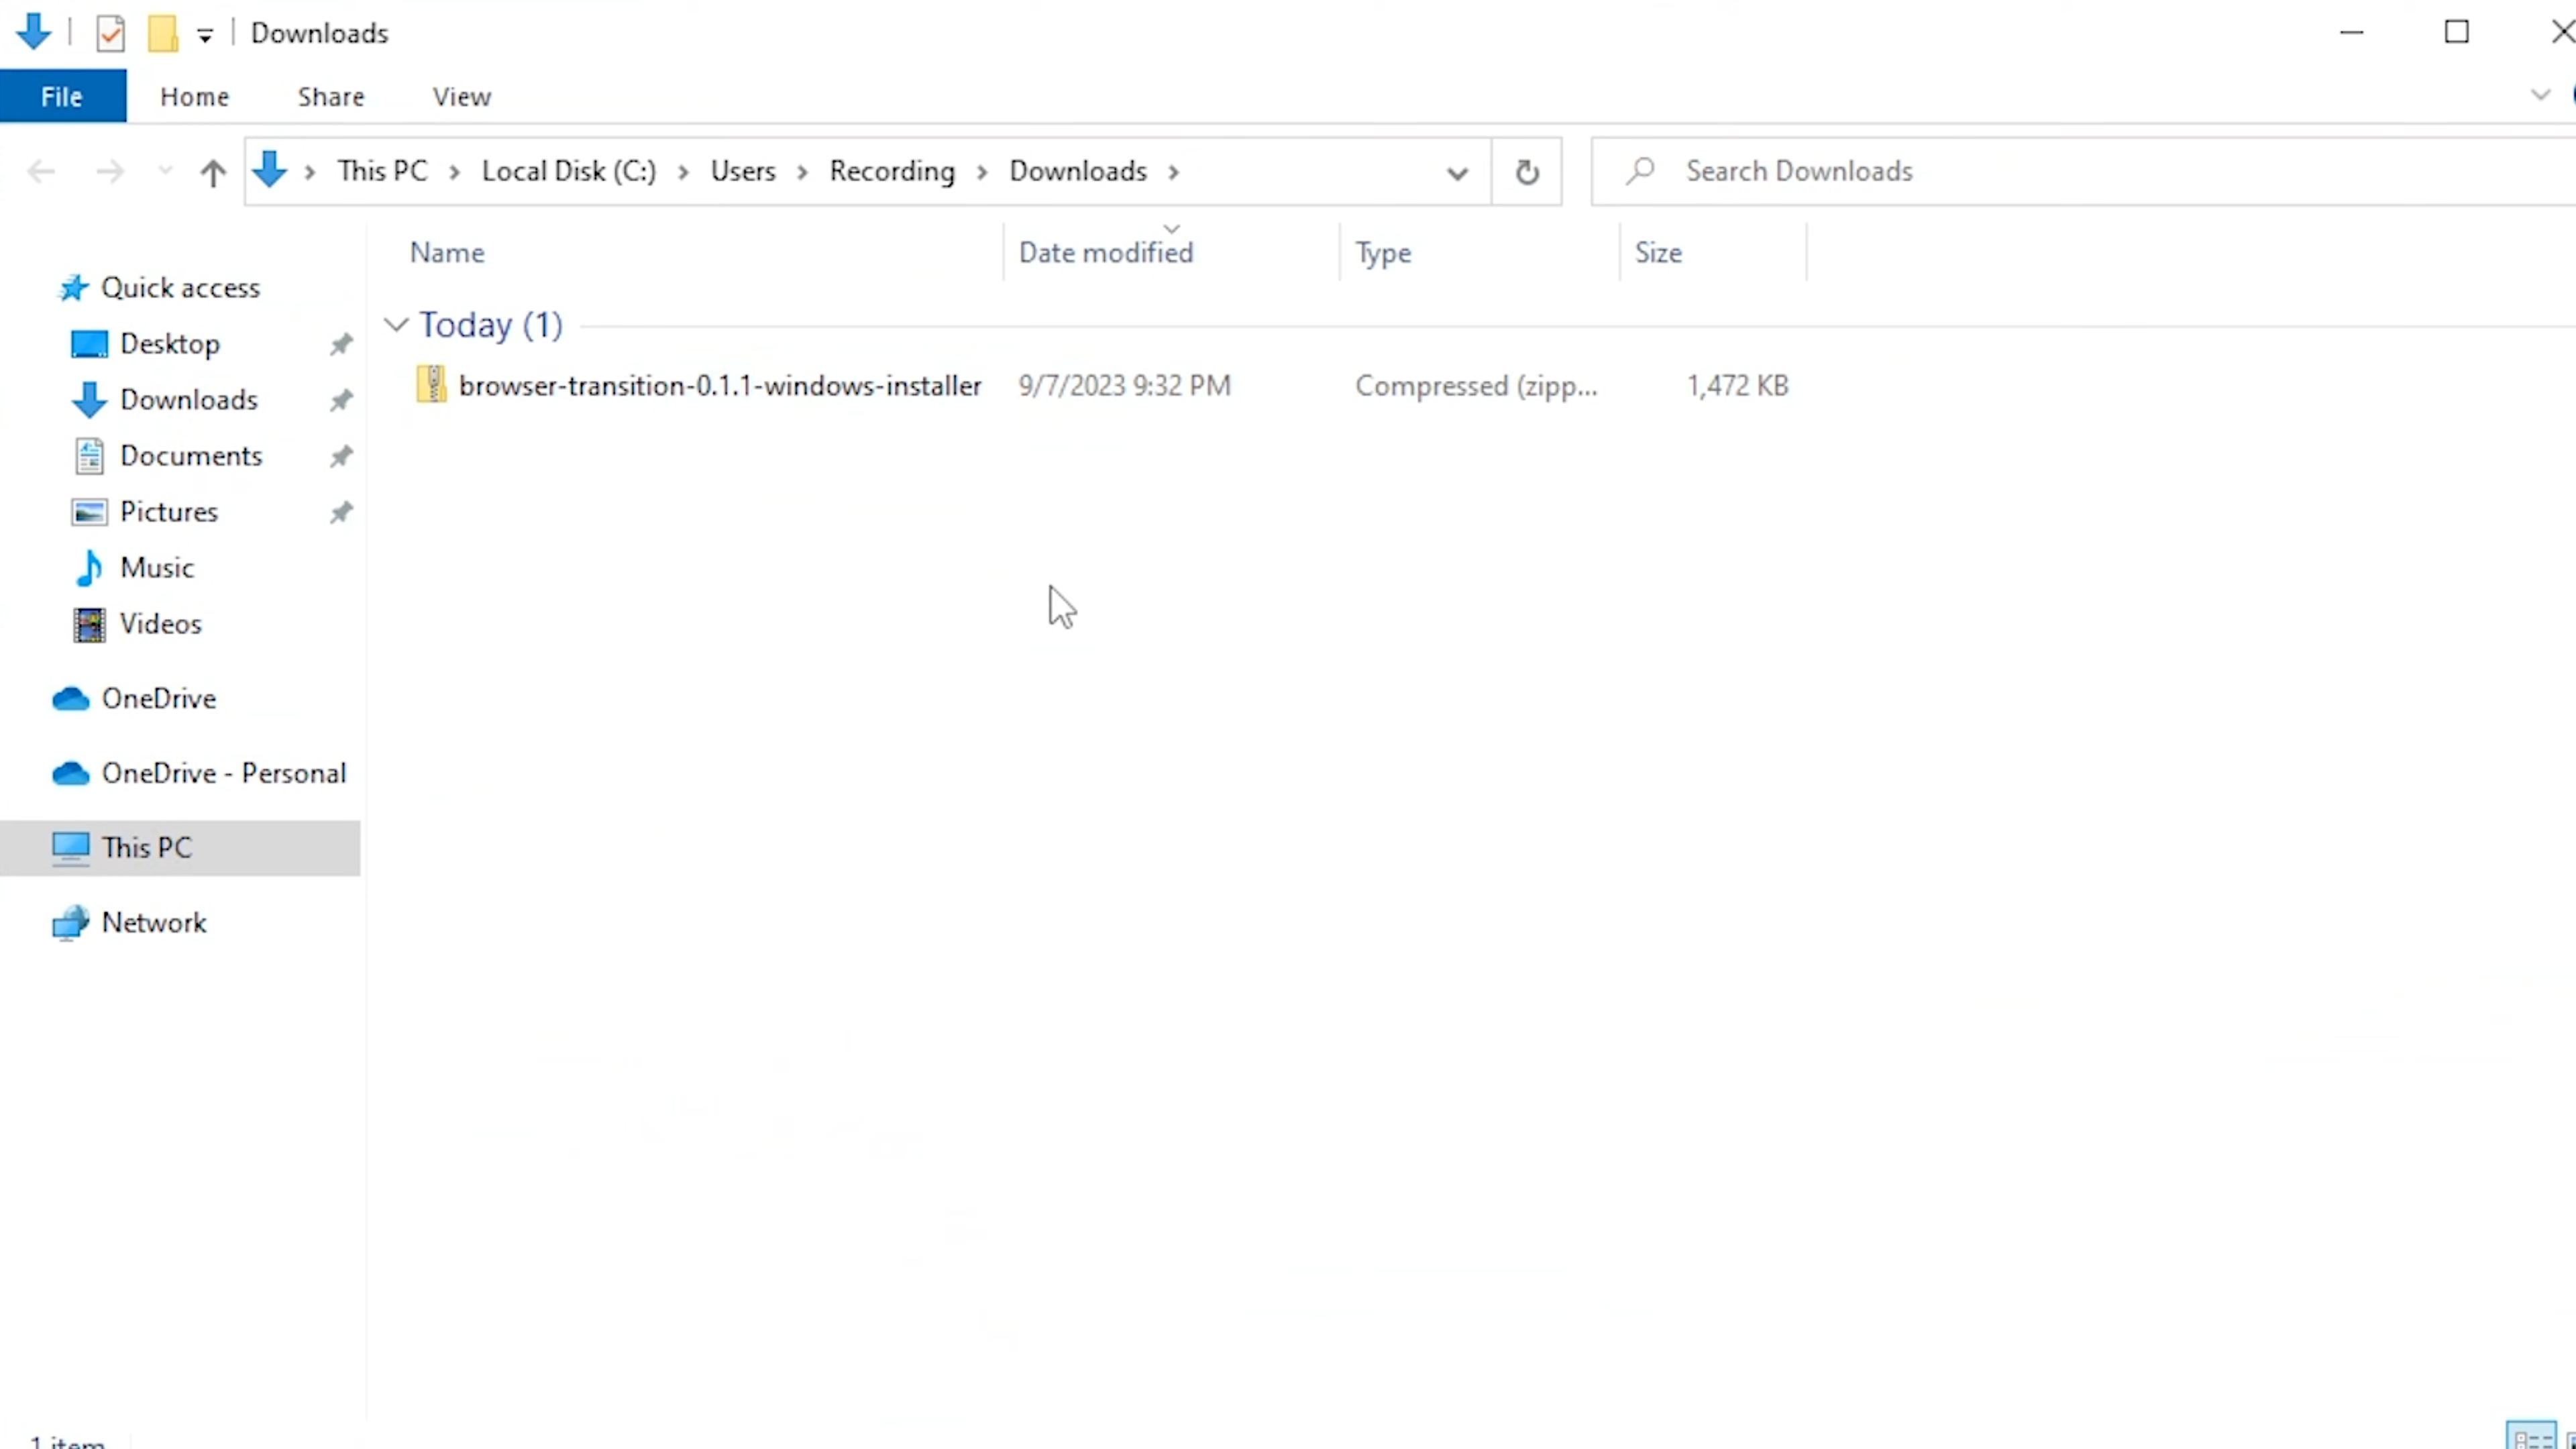 Downloads
File Home Share View
This PC Local Disk (C:) Users Recording Downloads Search Downloads
Name Date modified Type Size
Quick access
Desktop
Downloads
Documents
Pictures
Music
Videos
OneDrive
OneDrive - Personal
This PC
Network
Today (1)
browser-transition-0.1.1-windows-installer 9/7/2023 9:32 PM Compressed (zipp... 1,472 KB
1 item